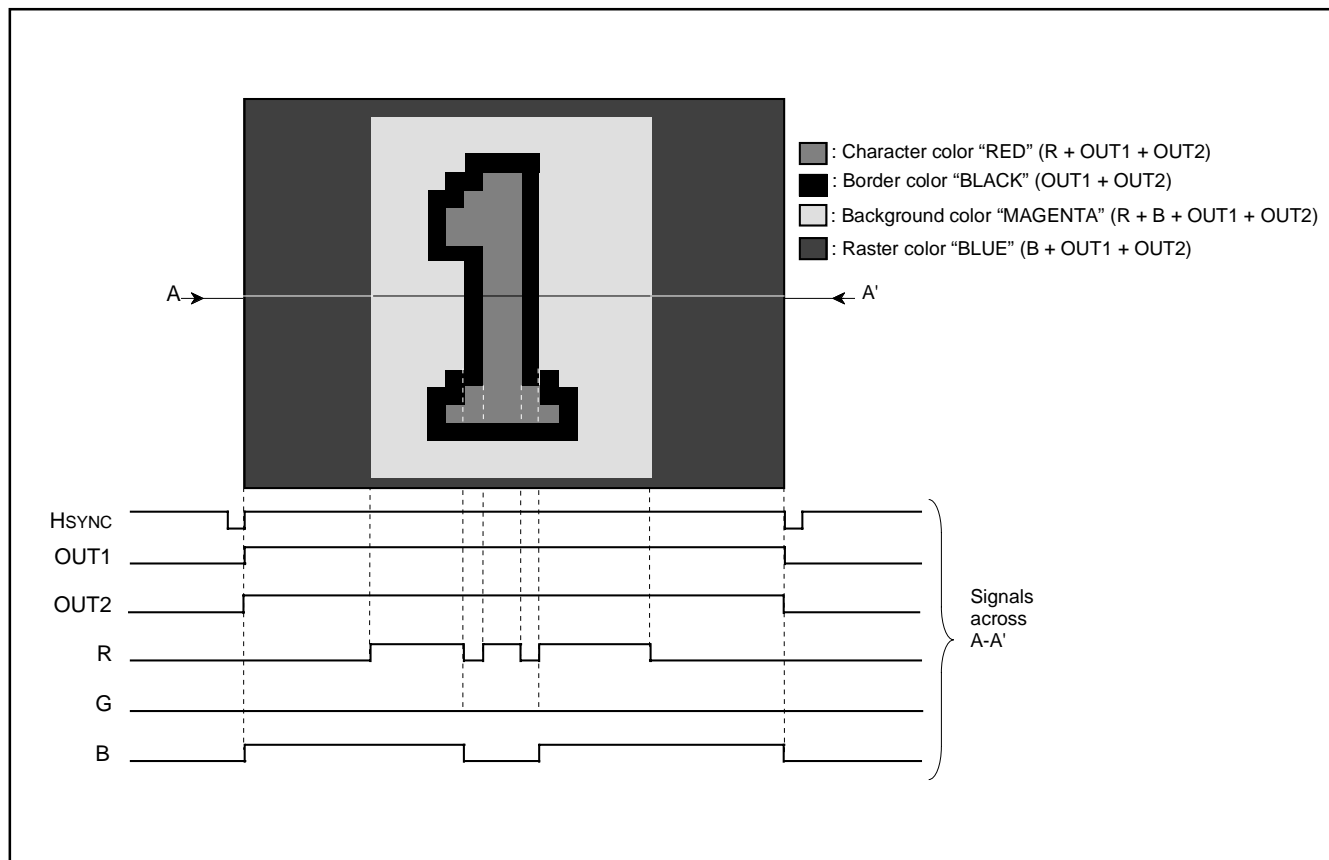 : Character color “RED” (R + OUT1 + OUT2)
: Border color “BLACK” (OUT1 + OUT2)
: Background color “MAGENTA” (R + B + OUT1 + OUT2)
: Raster color “BLUE” (B + OUT1 + OUT2)
1
A
A'
HSYNC
OUT1
OUT2
R
G
B
Signals
across
A-A'